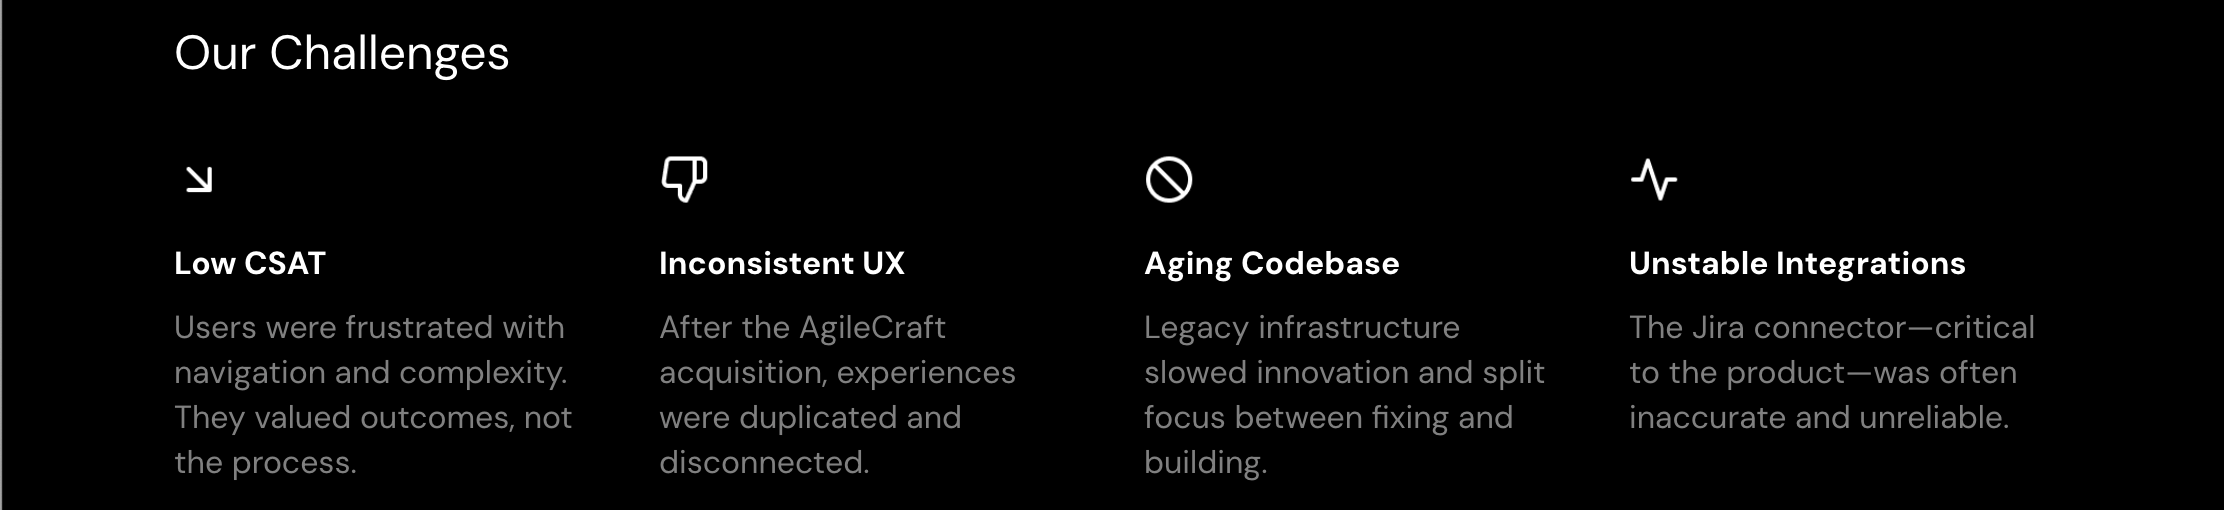 Our Challenges
Low CSAT
Users were frustrated with
navigation and complexity.
They valued outcomes, not
the process.
Inconsistent UX
After the AgileCraft
acquisition, experiences
were duplicated and
disconnected.
Aging Codebase
Legacy infrastructure
slowed innovation and split
focus between fixing and
building.
Unstable Integrations
The Jira connector—critical
to the product—was often
inaccurate and unreliable.